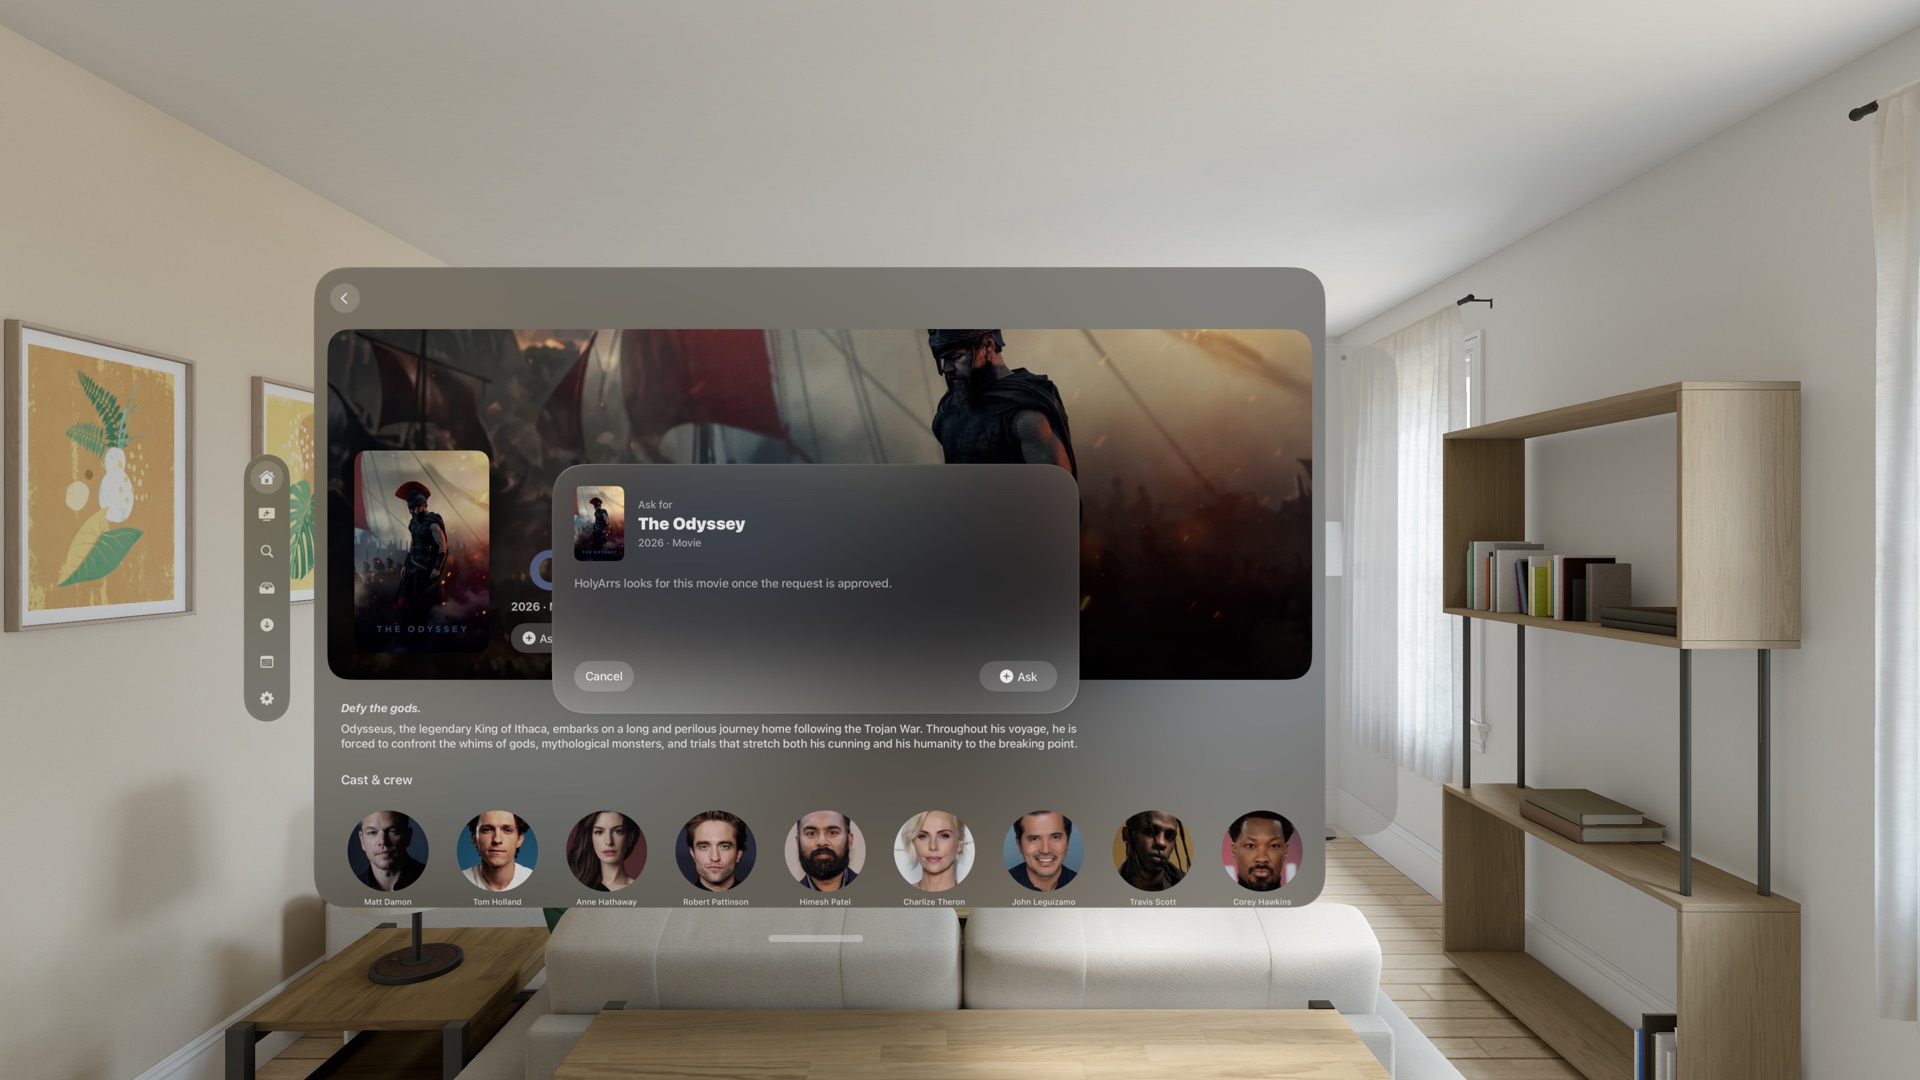 Ask for
The Odyssey
2026 · Movie
HolyArrs looks for this movie once the request is approved.
Cancel
Ask
THE ODYSSEY
2026 ·
Defy the gods.
Odysseus, the legendary King of Ithaca, embarks on a long and perilous journey home following the Trojan War. Throughout his voyage, he is
forced to confront the whims of gods, mythological monsters, and trials that stretch both his cunning and his humanity to the breaking point.
Cast & crew
Matt Damon
Tom Holland
Anne Hathaway
Robert Pattinson
Himesh Patel
Charlize Theron
John Leguizamo
Travis Scott
Corey Hawkins